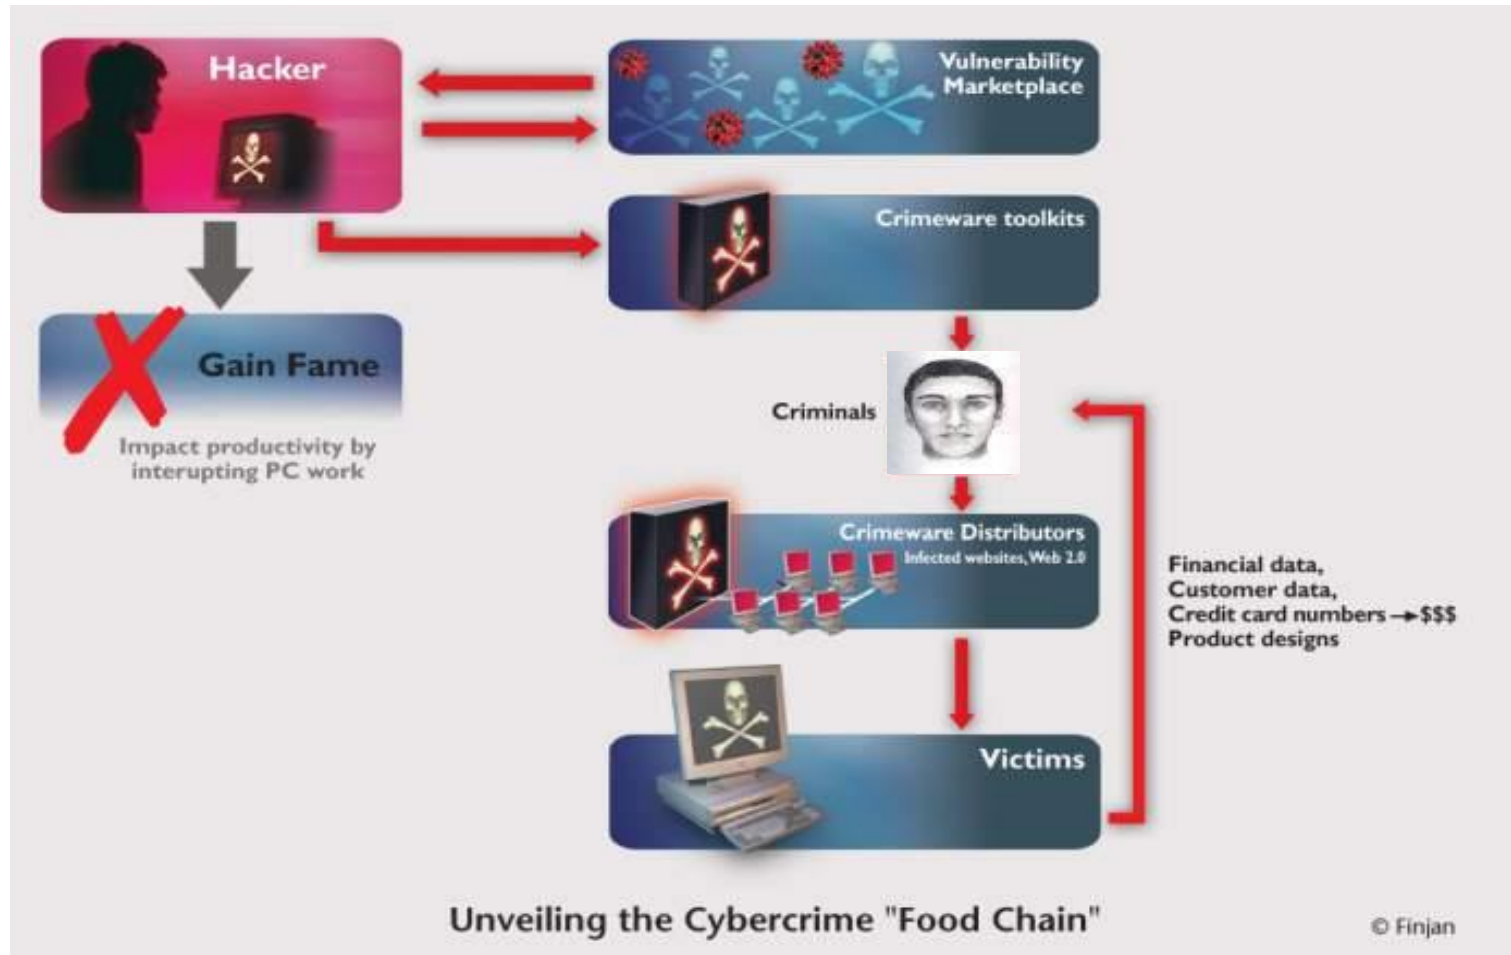 Hacker
Vulnerability
Marketplace
Crimeware toolkits
Gain Fame
Impact productivity by
interupting PC work
Criminals
Crimeware Distributors
Infected websites, Web 2.0
Financial data,
Customer data,
Credit card numbers → $$$
Product designs
Victims
Unveiling the Cybercrime "Food Chain"
© Finjan